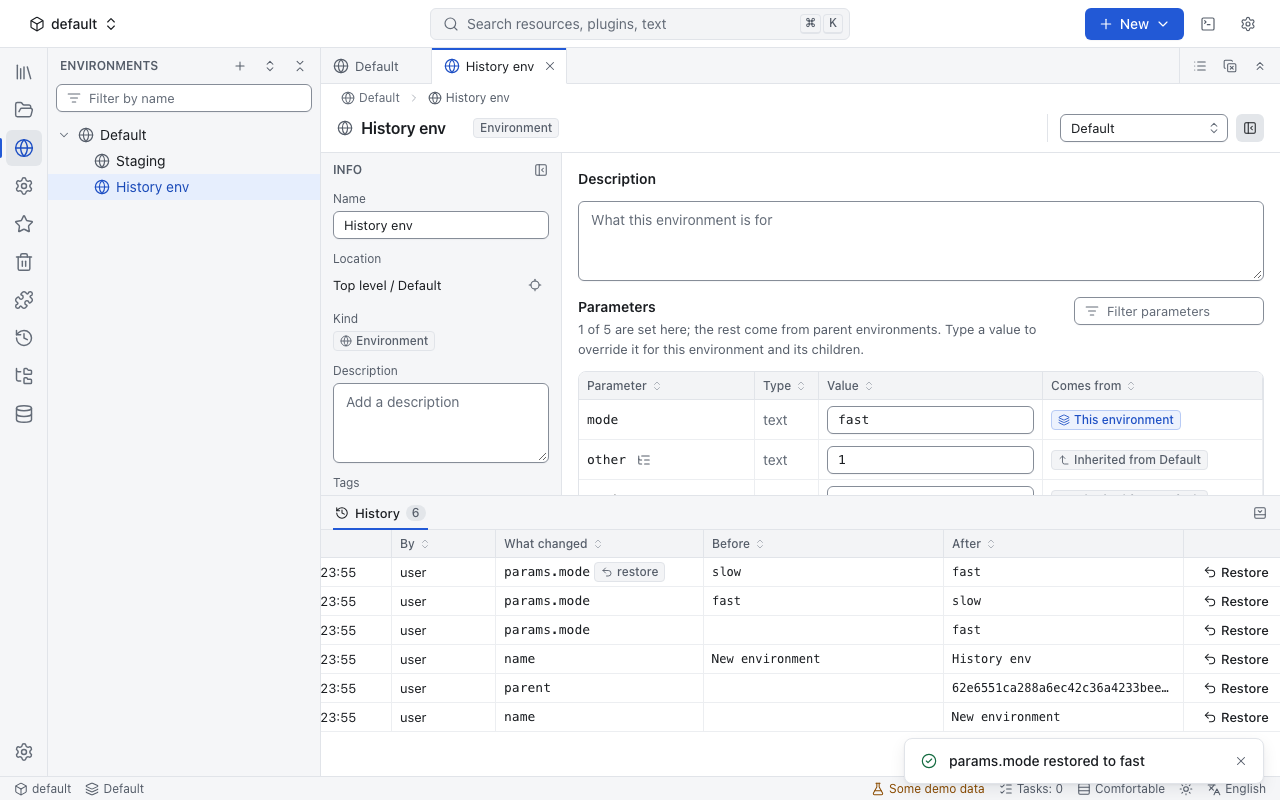 default
Search resources, plugins, text
⌘ K
New
ENVIRONMENTS
Filter by name
Default
Staging
History env
Default
History env
Default
History env
History env
Environment
Default
INFO
Name
History env
Location
Top level / Default
Kind
Environment
Description
Add a description
Tags
Description
What this environment is for
Parameters
1 of 5 are set here; the rest come from parent environments. Type a value to
override it for this environment and its children.
Filter parameters
Parameter Type Value Comes from
mode text fast This environment
other text 1 Inherited from Default
History 6
By What changed Before After
23:55 user params.mode restore slow fast Restore
23:55 user params.mode fast slow Restore
23:55 user params.mode fast Restore
23:55 user name New environment History env Restore
23:55 user parent 62e6551ca288a6ec42c36a4233bee… Restore
23:55 user name New environment Restore
params.mode restored to fast
default Default Some demo data Tasks: 0 Comfortable English